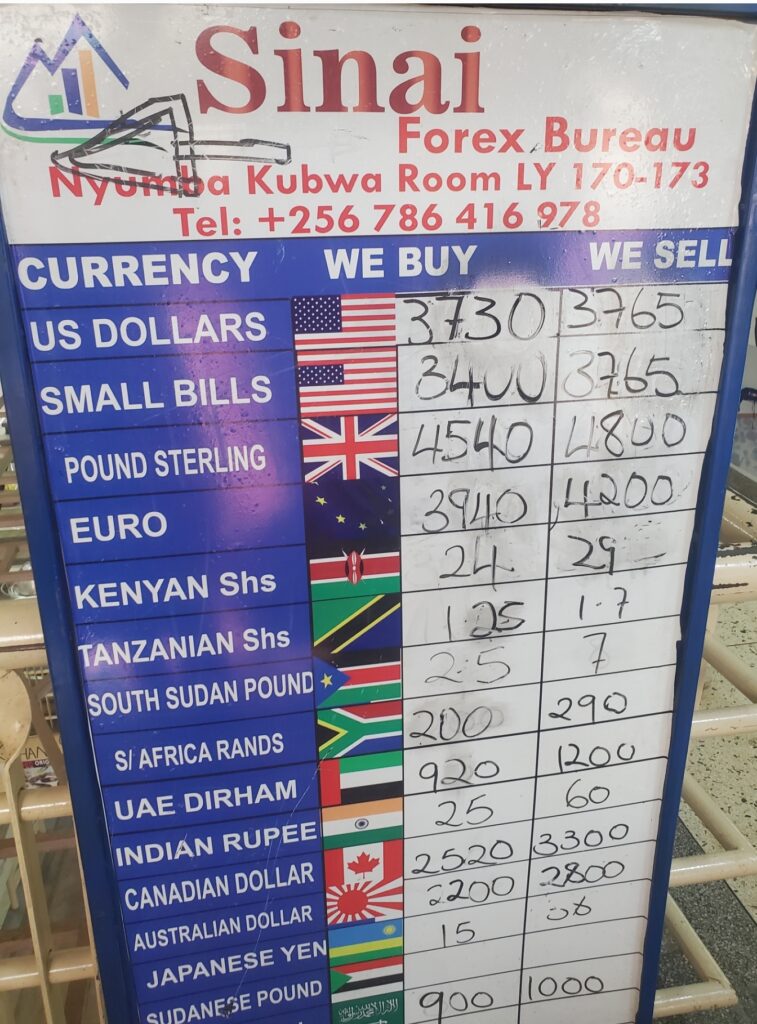 Sinai
Forex Bureau
Nyumba Kubwa Room LY 170-173
Tel: +256 786 416 978
CURRENCY WE BUY WE SELL
US DOLLARS 3730 3765
SMALL BILLS 3400 3765
POUND STERLING 4540 4800
EURO 3940 4200
KENYAN Shs 24 29
TANZANIAN Shs 1.25 1.7
SOUTH SUDAN POUND 2.5 7
S/ AFRICA RANDS 200 290
UAE DIRHAM 920 1200
INDIAN RUPEE 25 60
CANADIAN DOLLAR 2520 3300
AUSTRALIAN DOLLAR 2200 2800
JAPANESE YEN 15
SUDANESE POUND
900 1000